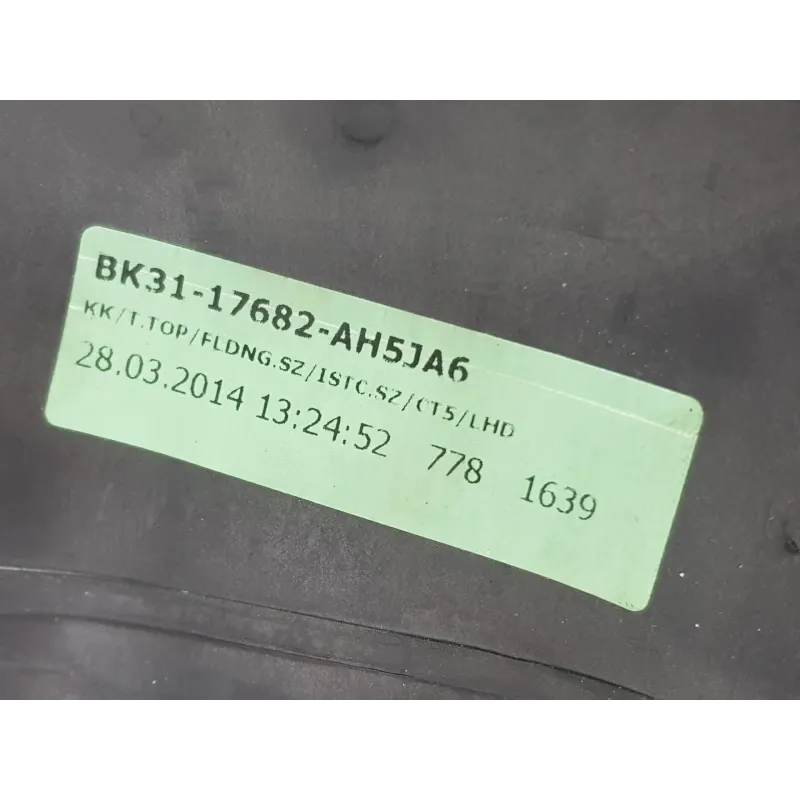 BK31-17682-AH5JA6
KK/T.TOP/FLDNG.SZ/ISTC.SZ/CT5/LHD
28.03.2014 13:24:52 778 1639